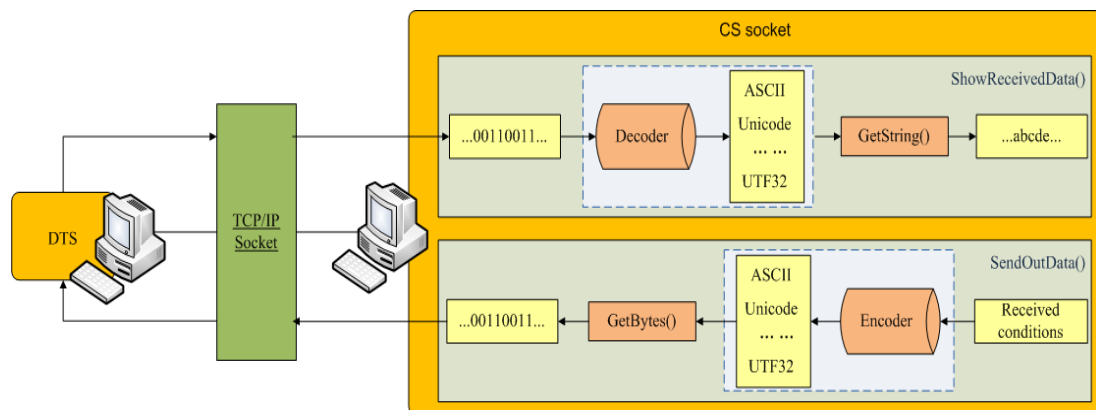 CS socket
ShowReceivedData()
...00110011...
Decoder
ASCII
Unicode
... ...
UTF32
GetString()
...abcde...
DTS
TCP/IP
Socket
SendOutData()
...00110011...
GetBytes()
ASCII
Unicode
... ...
UTF32
Encoder
Received
conditions